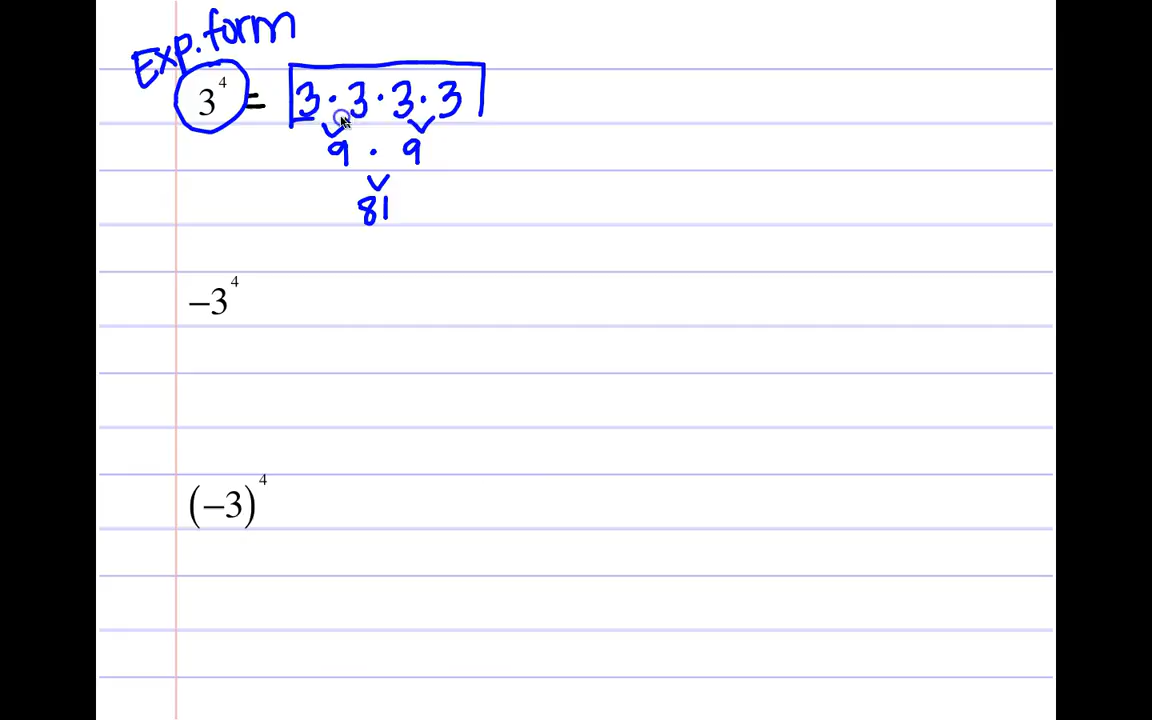 Exp. form
3⁴ = 3 · 3 · 3 · 3
9 · 9
81
−3⁴
(−3)⁴